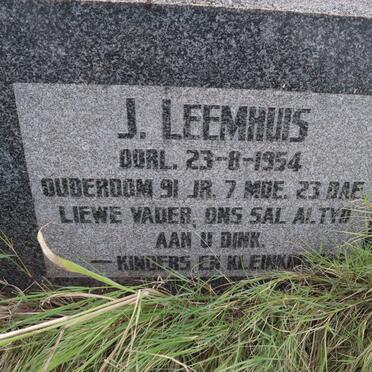 J. LEEMHUIS
OORL. 23-8-1954
OUDERDOM 91 JR. 7 MDE. 23 DAE
LIEWE VADER, ONS SAL ALTYD
AAN U DINK.
— KINDERS EN